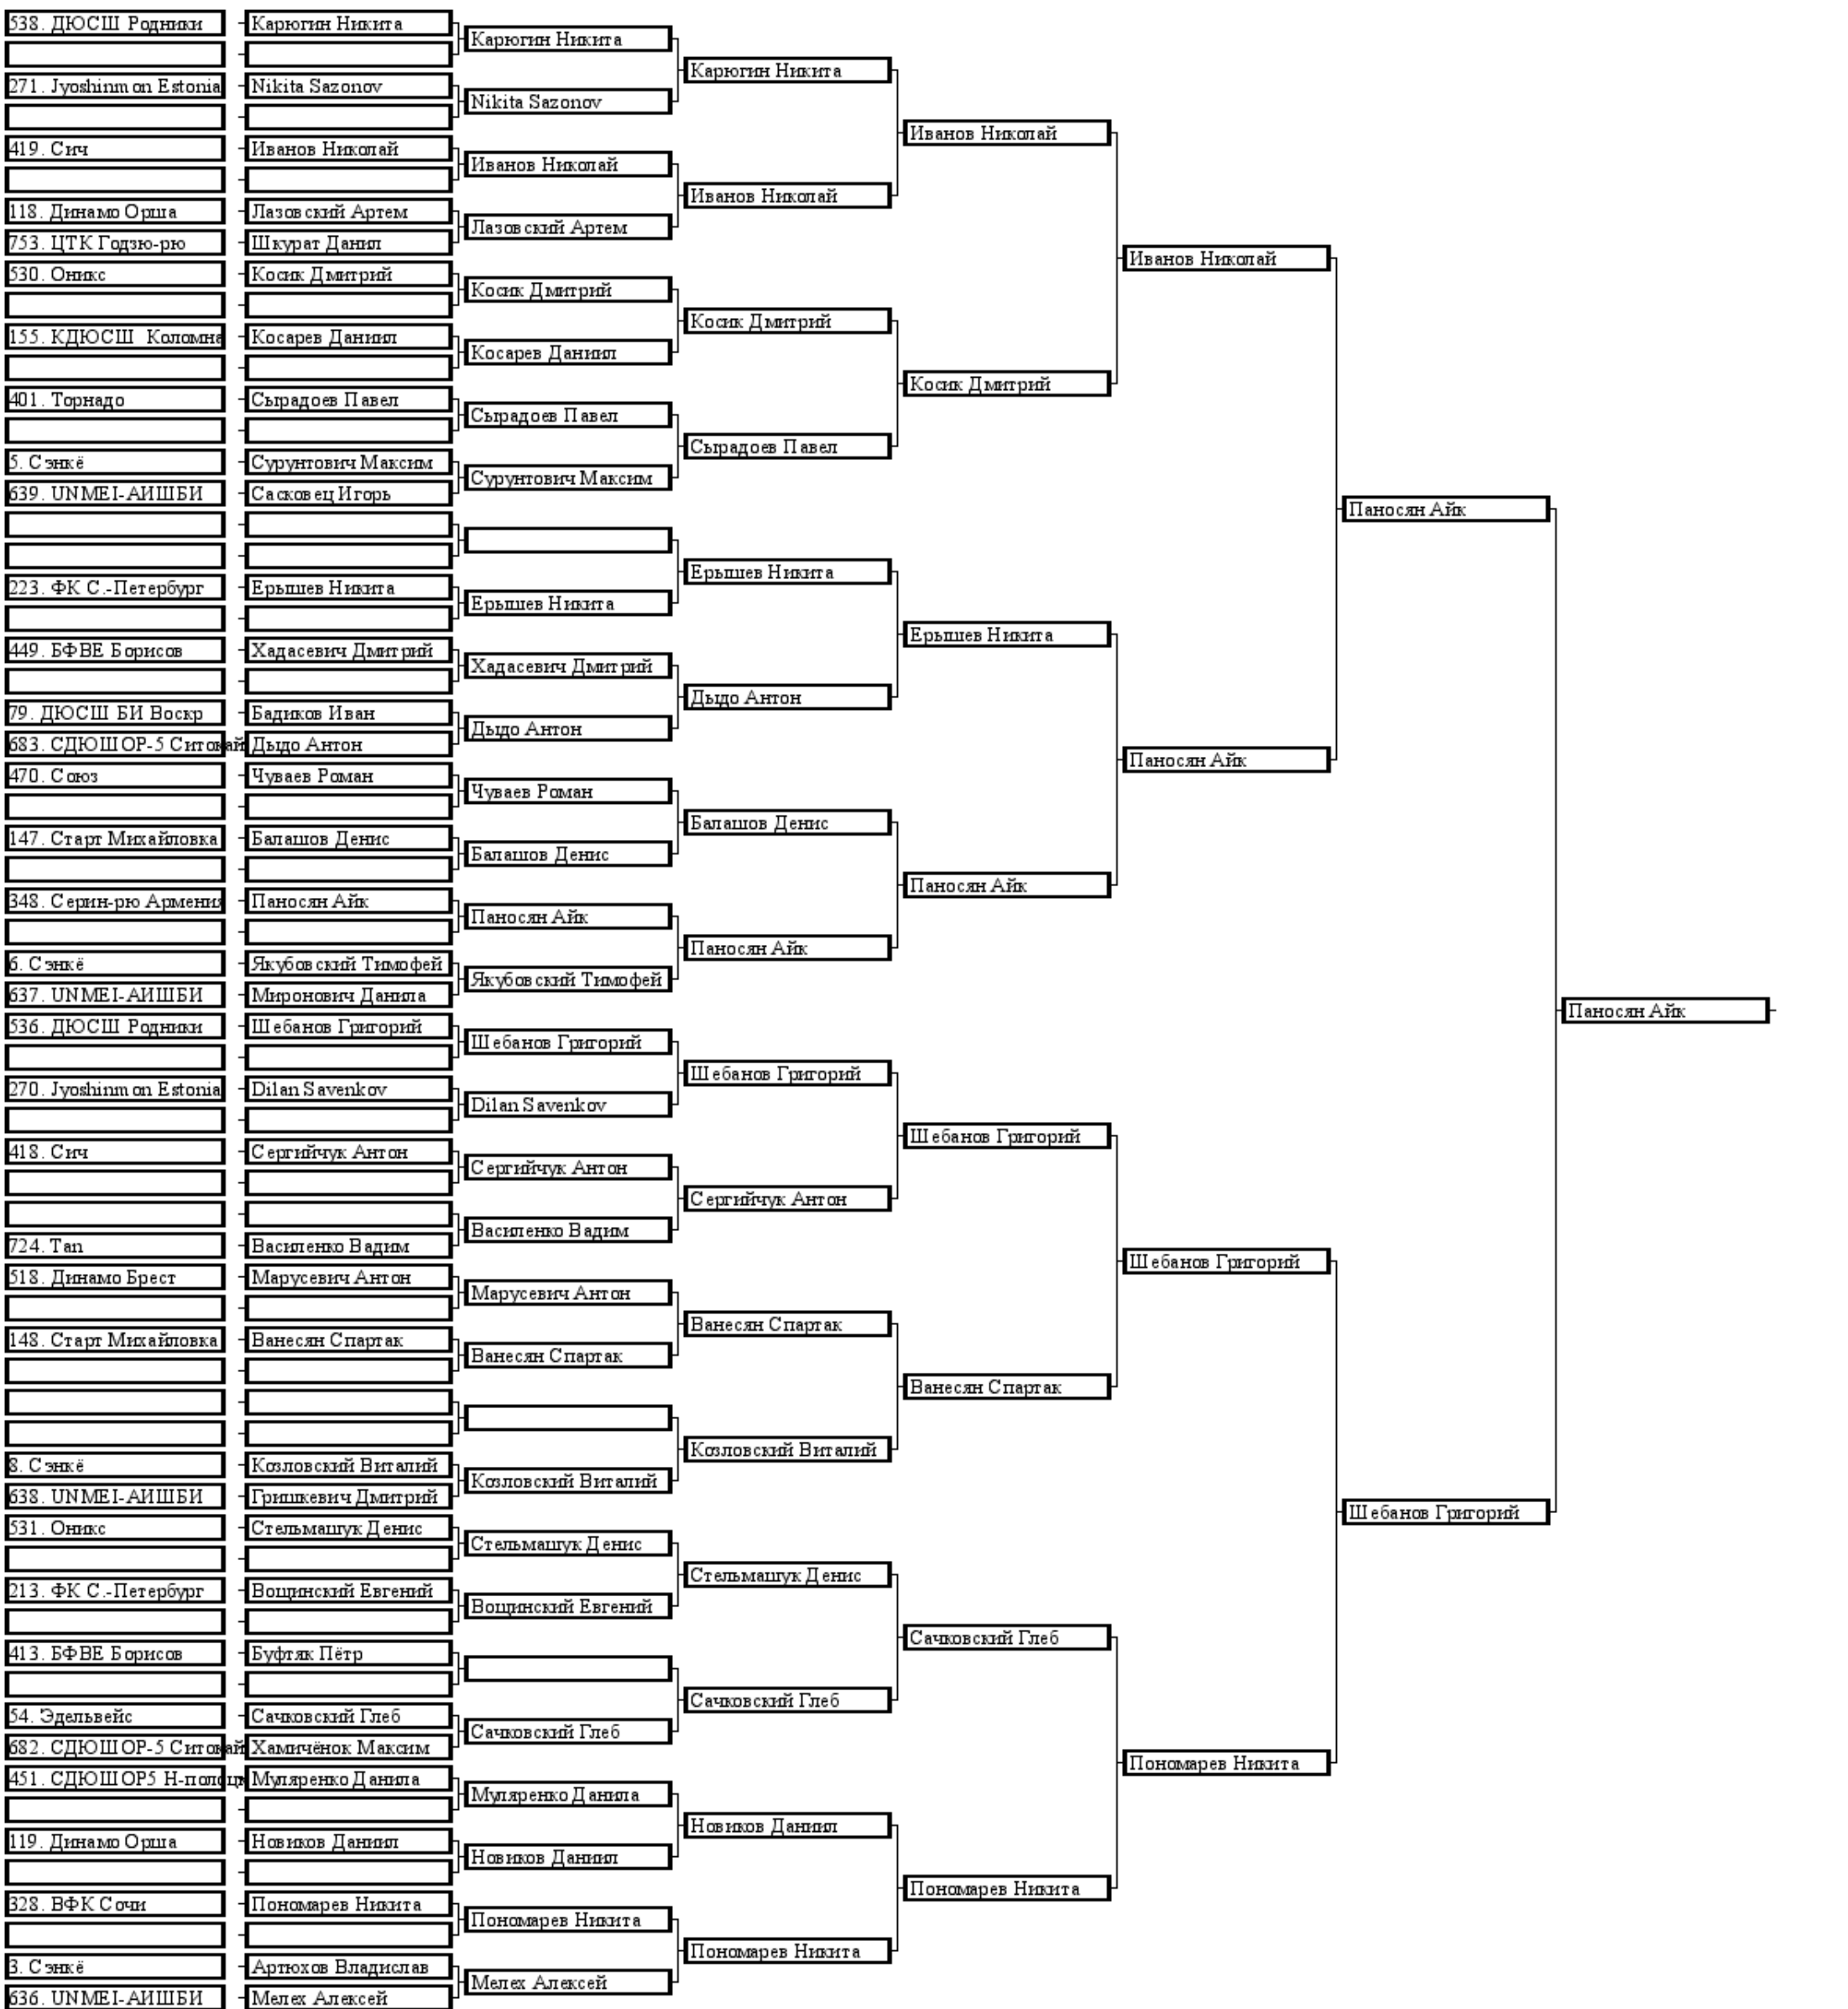 538. ДЮСШ Родники
Карюгин Никита
Карюгин Никита
Карюгин Никита
271. Jyoshinmon Estonia
Nikita Sazonov
Nikita Sazonov
Иванов Николай
419. Сич
Иванов Николай
Иванов Николай
Иванов Николай
118. Динамо Орша
Лазовский Артем
Лазовский Артем
753. ЦТК Годзю-рю
Шкурат Данил
Иванов Николай
530. Оникс
Косик Дмитрий
Косик Дмитрий
Косик Дмитрий
155. КДЮСШ Коломна
Косарев Даниил
Косарев Даниил
Косик Дмитрий
401. Торнадо
Сырадоев Павел
Сырадоев Павел
Сырадоев Павел
5. Сэнкё
Сурунтович Максим
Сурунтович Максим
639. UNMEI-АИШБИ
Сасковец Игорь
Паносян Айк
Ерышев Никита
223. ФК С.-Петербург
Ерышев Никита
Ерышев Никита
Ерышев Никита
449. БФВЕ Борисов
Хадасевич Дмитрий
Хадасевич Дмитрий
Дыдо Антон
79. ДЮСШ БИ Воскр
Бадиков Иван
Дыдо Антон
683. СДЮШОР-5 Ситокай
Дыдо Антон
Паносян Айк
470. Союз
Чуваев Роман
Чуваев Роман
Балашов Денис
147. Старт Михайловка
Балашов Денис
Балашов Денис
Паносян Айк
348. Серин-рю Армения
Паносян Айк
Паносян Айк
Паносян Айк
6. Сэнкё
Якубовский Тимофей
Якубовский Тимофей
637. UNMEI-АИШБИ
Миронович Данила
Паносян Айк
536. ДЮСШ Родники
Шебанов Григорий
Шебанов Григорий
Шебанов Григорий
270. Jyoshinmon Estonia
Dilan Savenkov
Dilan Savenkov
Шебанов Григорий
418. Сич
Сергийчук Антон
Сергийчук Антон
Сергийчук Антон
Василенко Вадим
724. Тап
Василенко Вадим
Шебанов Григорий
518. Динамо Брест
Марусевич Антон
Марусевич Антон
Ванесян Спартак
148. Старт Михайловка
Ванесян Спартак
Ванесян Спартак
Ванесян Спартак
Козловский Виталий
8. Сэнкё
Козловский Виталий
Козловский Виталий
638. UNMEI-АИШБИ
Гришкевич Дмитрий
Шебанов Григорий
531. Оникс
Стельмашук Денис
Стельмашук Денис
Стельмашук Денис
213. ФК С.-Петербург
Вощинский Евгений
Вощинский Евгений
Сачковский Глеб
413. БФВЕ Борисов
Буфтяк Пётр
Сачковский Глеб
54. Эдельвейс
Сачковский Глеб
Сачковский Глеб
682. СДЮШОР-5 Ситокай
Хамичёнок Максим
Пономарев Никита
451. СДЮШОР5 Н-полоцк
Муляренко Данила
Муляренко Данила
Новиков Даниил
119. Динамо Орша
Новиков Даниил
Новиков Даниил
Пономарев Никита
328. ВФК Сочи
Пономарев Никита
Пономарев Никита
Пономарев Никита
3. Сэнкё
Артюхов Владислав
Мелех Алексей
636. UNMEI-АИШБИ
Мелех Алексей